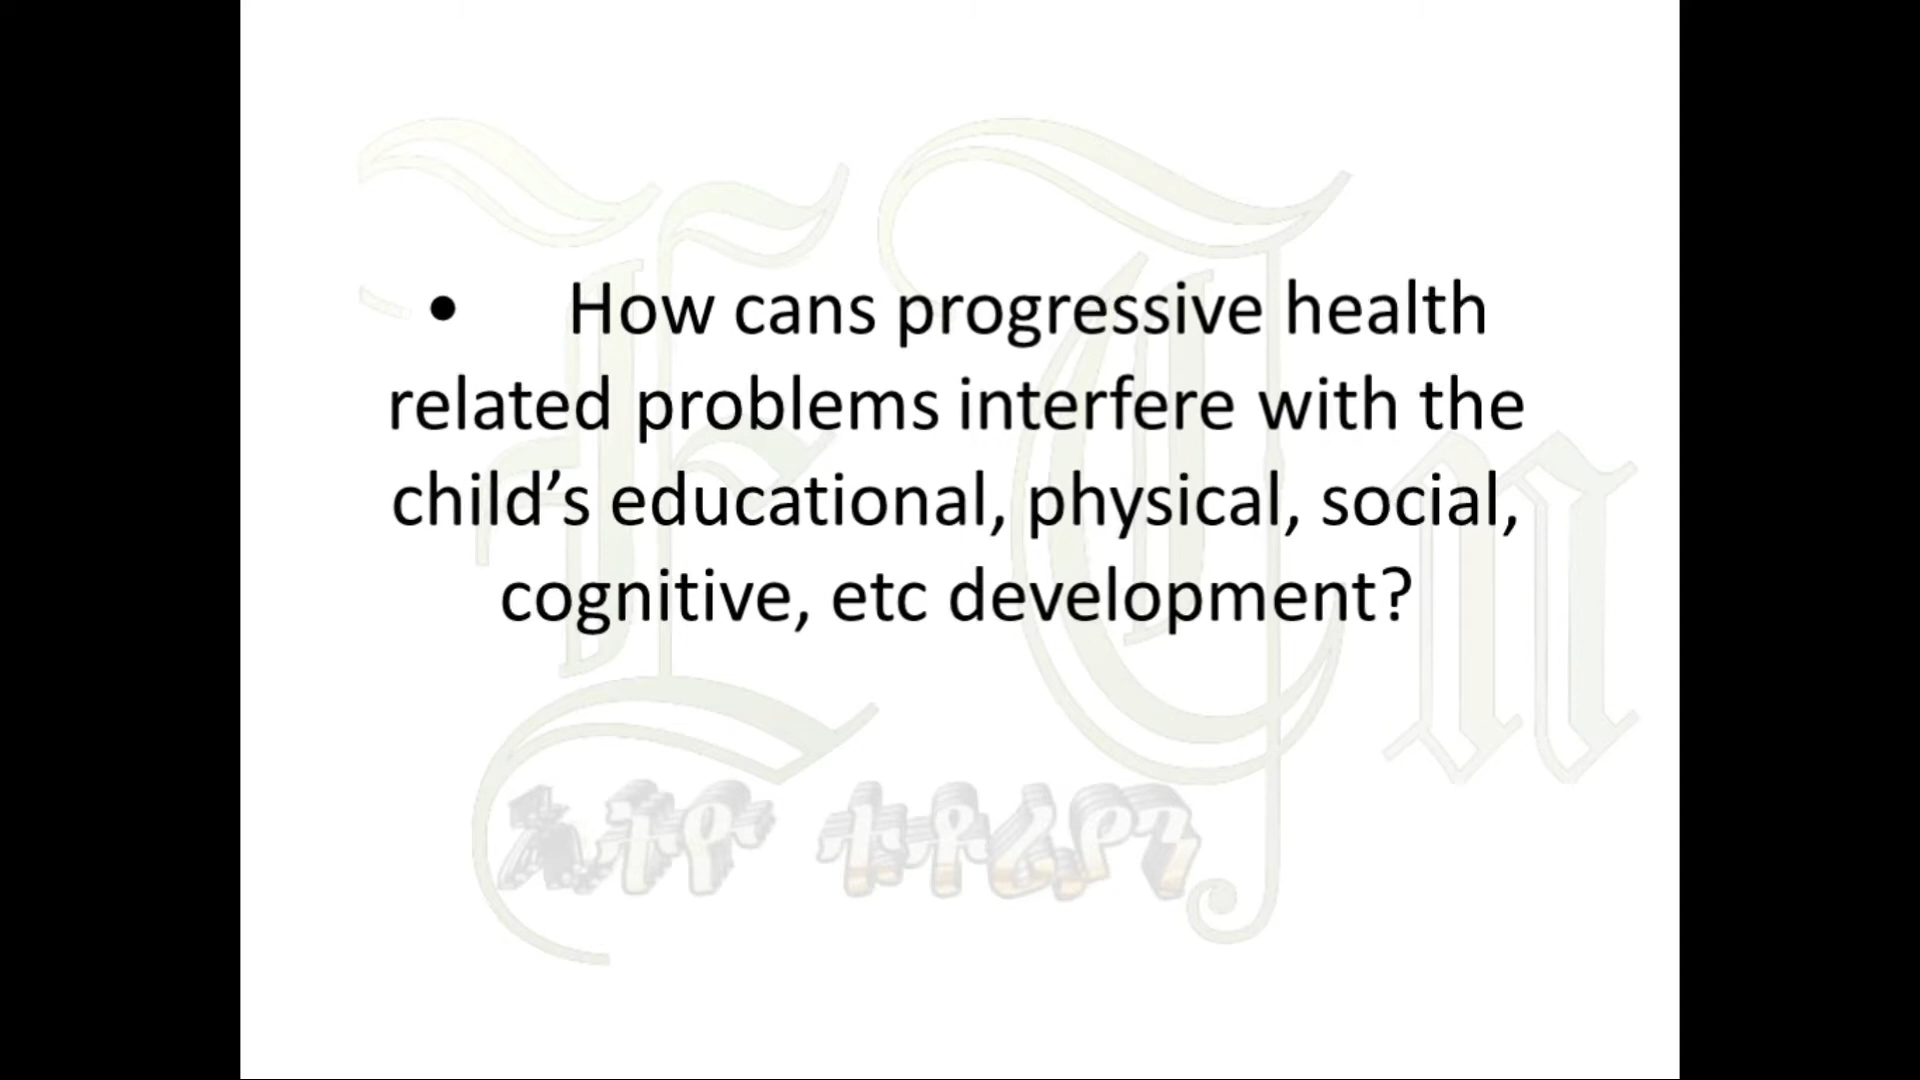 • How cans progressive health
related problems interfere with the
child’s educational, physical, social,
cognitive, etc development?